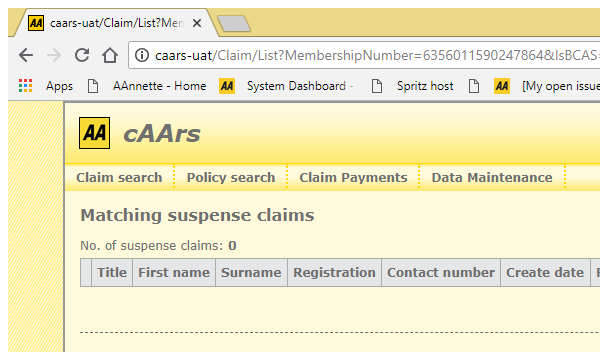 AA caars-uat/Claim/List?Mem
caars-uat/Claim/List?MembershipNumber=6356011590247864&IsBCAS=
Apps AAnnette - Home AA System Dashboard - Spritz host AA [My open issue
AA cAArs
Claim search Policy search Claim Payments Data Maintenance
Matching suspense claims
No. of suspense claims: 0
Title First name Surname Registration Contact number Create date